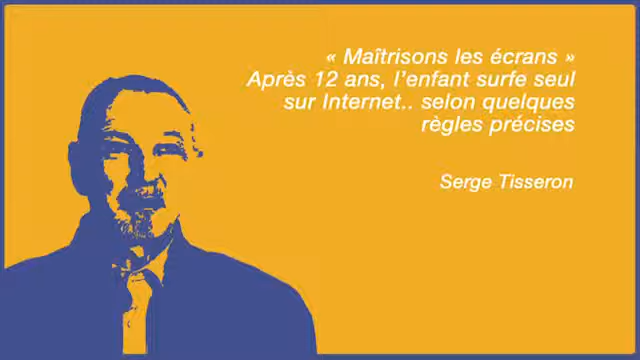 « Maîtrisons les écrans »
Après 12 ans, l'enfant surfe seul
sur Internet.. selon quelques
règles précises
Serge Tisseron